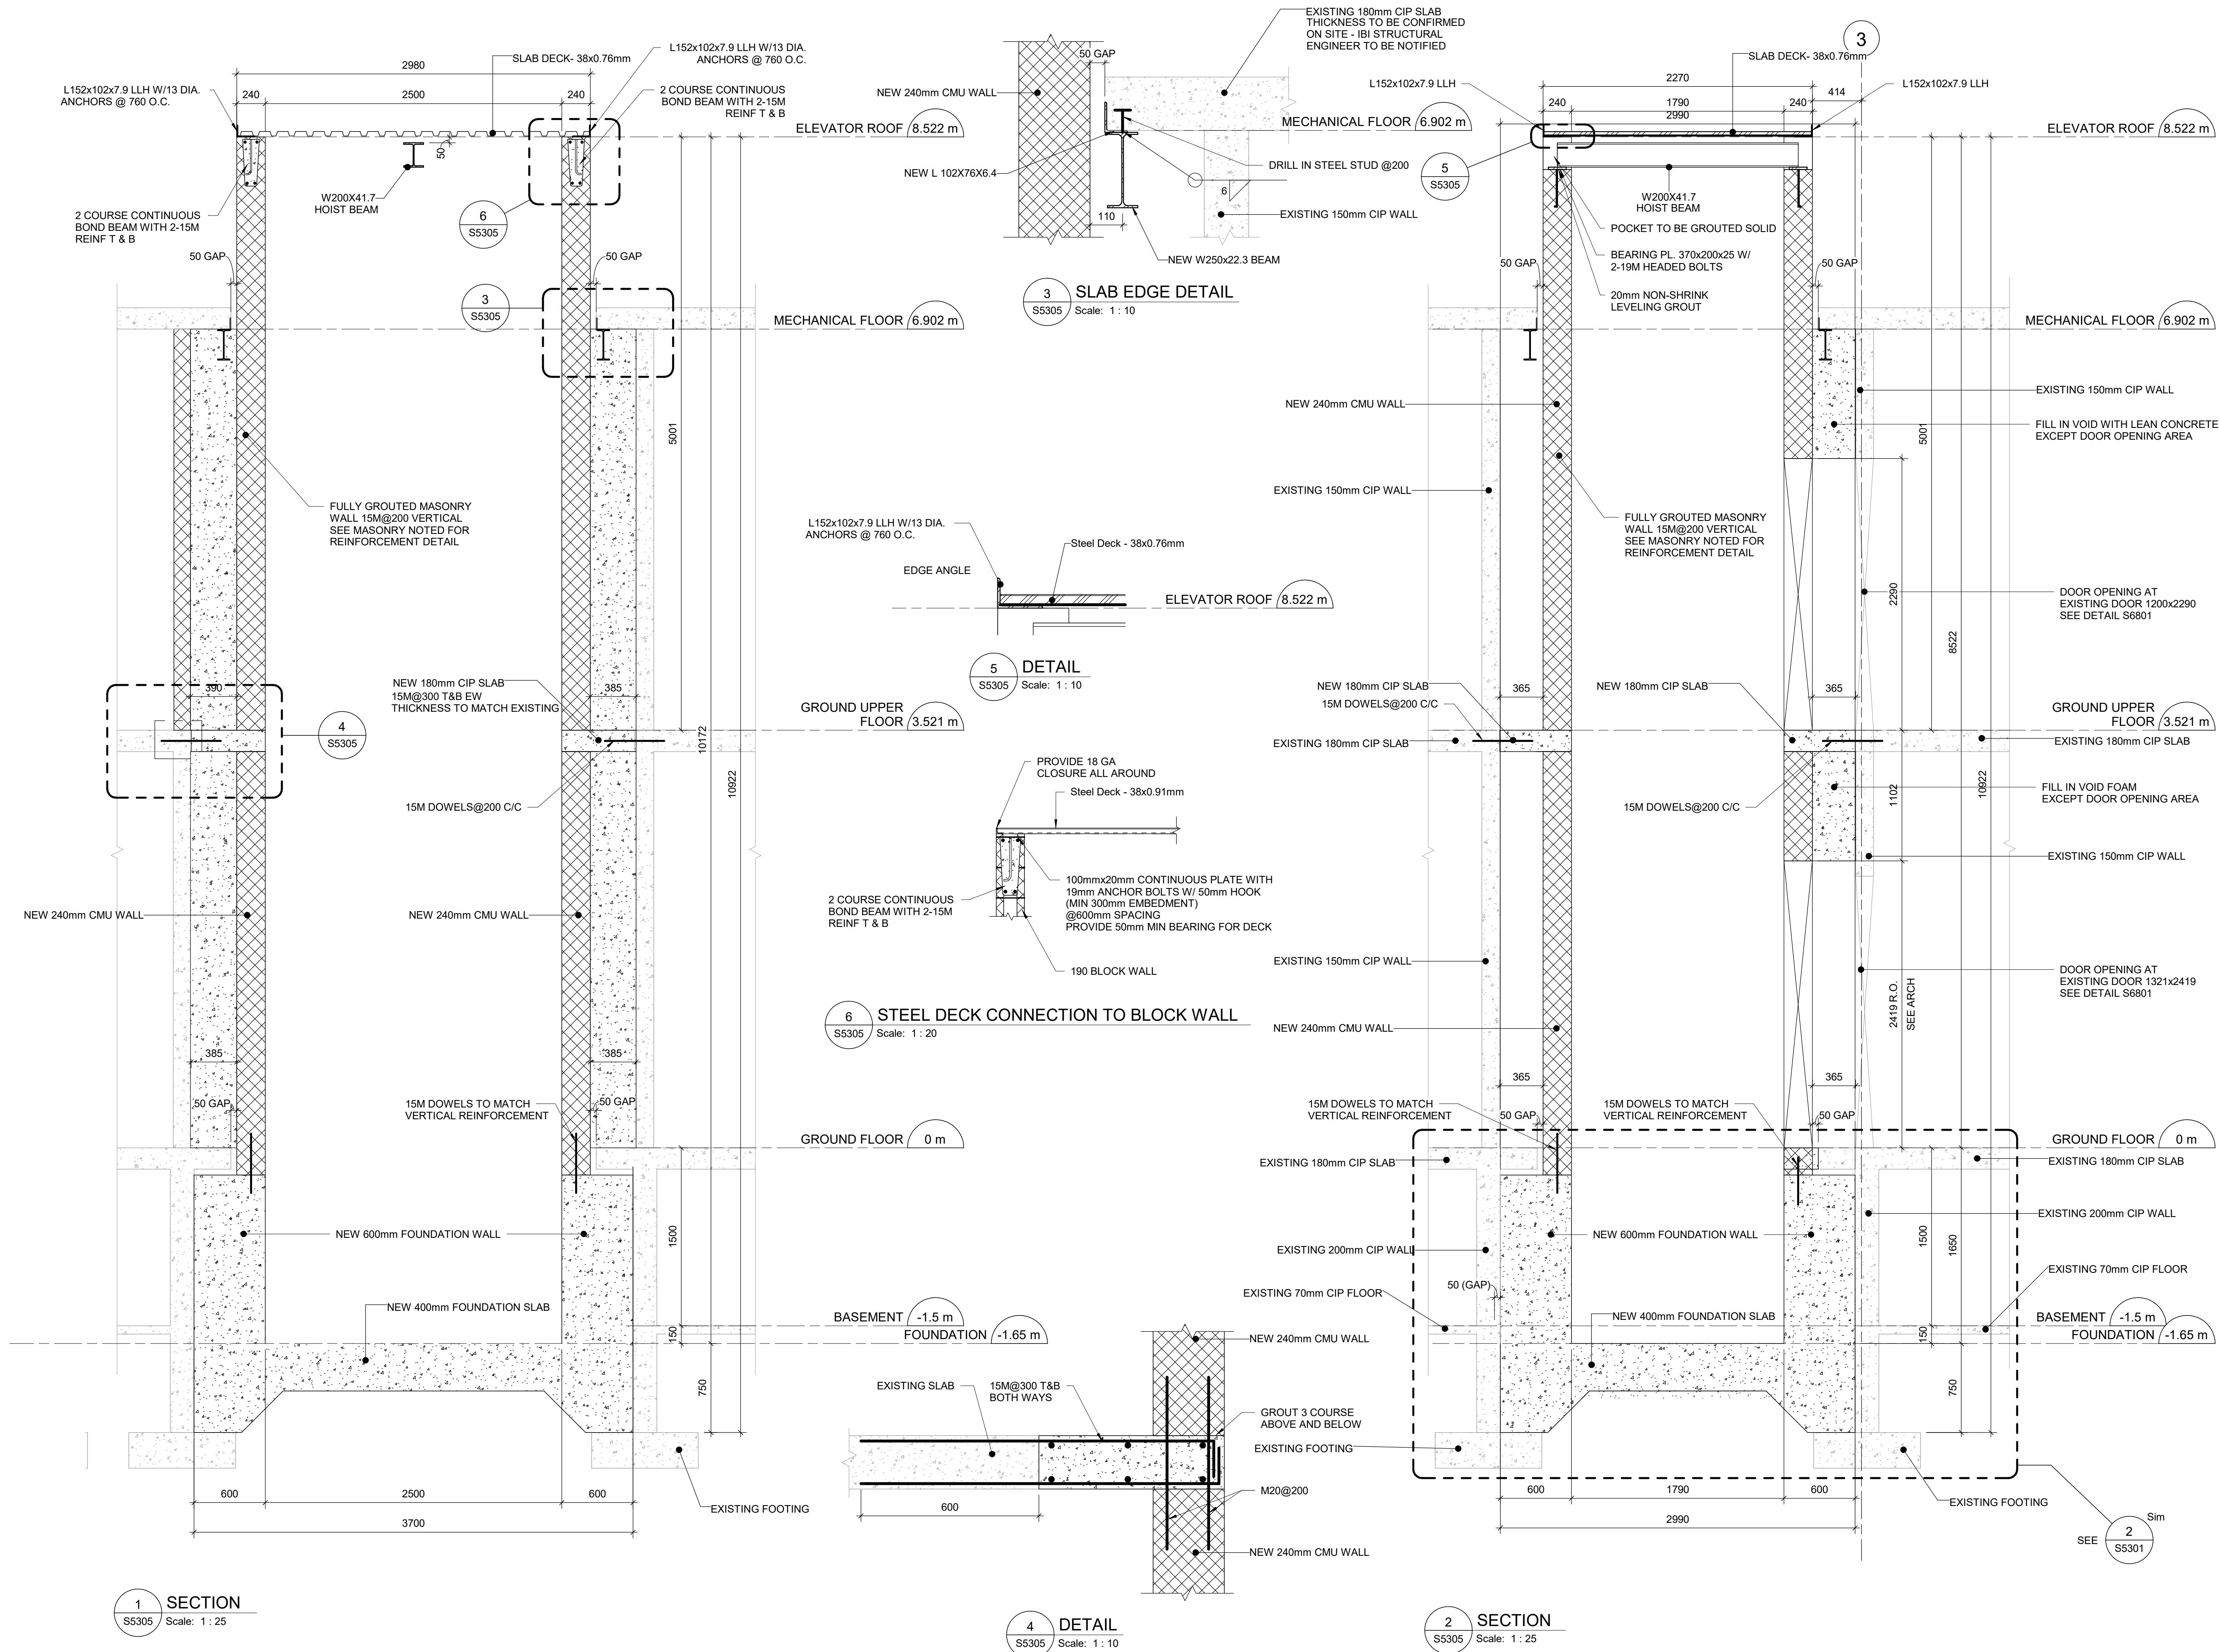 2980
240
2500
240
SLAB DECK- 38x0.76mm
L152x102x7.9 LLH W/13 DIA.
ANCHORS @ 760 O.C.
L152x102x7.9 LLH W/13 DIA.
ANCHORS @ 760 O.C.
2 COURSE CONTINUOUS
BOND BEAM WITH 2-15M
REINF T & B
ELEVATOR ROOF 8.522 m
50
W200X41.7
HOIST BEAM
2 COURSE CONTINUOUS
BOND BEAM WITH 2-15M
REINF T & B
6
S5305
50 GAP
50 GAP
3
S5305
MECHANICAL FLOOR 6.902 m
5001
FULLY GROUTED MASONRY
WALL 15M@200 VERTICAL
SEE MASONRY NOTED FOR
REINFORCEMENT DETAIL
390
4
S5305
NEW 180mm CIP SLAB
15M@300 T&B EW
THICKNESS TO MATCH EXISTING
385
GROUND UPPER
FLOOR 3.521 m
10172
10922
15M DOWELS@200 C/C
NEW 240mm CMU WALL
NEW 240mm CMU WALL
385
385
50 GAP
50 GAP
15M DOWELS TO MATCH
VERTICAL REINFORCEMENT
GROUND FLOOR 0 m
NEW 600mm FOUNDATION WALL
1500
NEW 400mm FOUNDATION SLAB
BASEMENT -1.5 m
FOUNDATION -1.65 m
150
750
600
2500
600
3700
EXISTING FOOTING
1
S5305
SECTION
Scale: 1 : 25
EXISTING 180mm CIP SLAB
THICKNESS TO BE CONFIRMED
ON SITE - IBI STRUCTURAL
ENGINEER TO BE NOTIFIED
50 GAP
NEW 240mm CMU WALL
MECHANICAL FLOOR 6.902 m
DRILL IN STEEL STUD @200
NEW L 102X76X6.4
6
110
EXISTING 150mm CIP WALL
NEW W250x22.3 BEAM
3
S5305
SLAB EDGE DETAIL
Scale: 1 : 10
L152x102x7.9 LLH W/13 DIA.
ANCHORS @ 760 O.C.
Steel Deck - 38x0.76mm
EDGE ANGLE
ELEVATOR ROOF 8.522 m
5
S5305
DETAIL
Scale: 1 : 10
PROVIDE 18 GA
CLOSURE ALL AROUND
Steel Deck - 38x0.91mm
2 COURSE CONTINUOUS
BOND BEAM WITH 2-15M
REINF T & B
100mmx20mm CONTINUOUS PLATE WITH
19mm ANCHOR BOLTS W/ 50mm HOOK
(MIN 300mm EMBEDMENT)
@600mm SPACING
PROVIDE 50mm MIN BEARING FOR DECK
190 BLOCK WALL
6
S5305
STEEL DECK CONNECTION TO BLOCK WALL
Scale: 1 : 20
NEW 240mm CMU WALL
EXISTING SLAB
15M@300 T&B
BOTH WAYS
GROUT 3 COURSE
ABOVE AND BELOW
M20@200
600
NEW 240mm CMU WALL
4
S5305
DETAIL
Scale: 1 : 10
3
SLAB DECK- 38x0.76mm
2270
L152x102x7.9 LLH
L152x102x7.9 LLH
414
240
1790
240
2990
ELEVATOR ROOF 8.522 m
5
S5305
W200X41.7
HOIST BEAM
POCKET TO BE GROUTED SOLID
BEARING PL. 370x200x25 W/
2-19M HEADED BOLTS
20mm NON-SHRINK
LEVELING GROUT
50 GAP
50 GAP
MECHANICAL FLOOR 6.902 m
EXISTING 150mm CIP WALL
NEW 240mm CMU WALL
FILL IN VOID WITH LEAN CONCRETE
EXCEPT DOOR OPENING AREA
5001
EXISTING 150mm CIP WALL
FULLY GROUTED MASONRY
WALL 15M@200 VERTICAL
SEE MASONRY NOTED FOR
REINFORCEMENT DETAIL
2290
DOOR OPENING AT
EXISTING DOOR 1200x2290
SEE DETAIL S6801
8522
NEW 180mm CIP SLAB
NEW 180mm CIP SLAB
365
365
15M DOWELS@200 C/C
GROUND UPPER
FLOOR 3.521 m
EXISTING 180mm CIP SLAB
EXISTING 180mm CIP SLAB
10922
1102
15M DOWELS@200 C/C
FILL IN VOID FOAM
EXCEPT DOOR OPENING AREA
EXISTING 150mm CIP WALL
EXISTING 150mm CIP WALL
DOOR OPENING AT
EXISTING DOOR 1321x2419
SEE DETAIL S6801
2419 R.O.
SEE ARCH
NEW 240mm CMU WALL
365
365
15M DOWELS TO MATCH
VERTICAL REINFORCEMENT
15M DOWELS TO MATCH
VERTICAL REINFORCEMENT
50 GAP
50 GAP
GROUND FLOOR 0 m
EXISTING 180mm CIP SLAB
EXISTING 180mm CIP SLAB
EXISTING 200mm CIP WALL
NEW 600mm FOUNDATION WALL
EXISTING 200mm CIP WALL
1500
1650
50 (GAP)
EXISTING 70mm CIP FLOOR
EXISTING 70mm CIP FLOOR
NEW 400mm FOUNDATION SLAB
BASEMENT -1.5 m
FOUNDATION -1.65 m
150
750
EXISTING FOOTING
600
1790
600
2990
EXISTING FOOTING
SEE
2
S5301
Sim
2
S5305
SECTION
Scale: 1 : 25